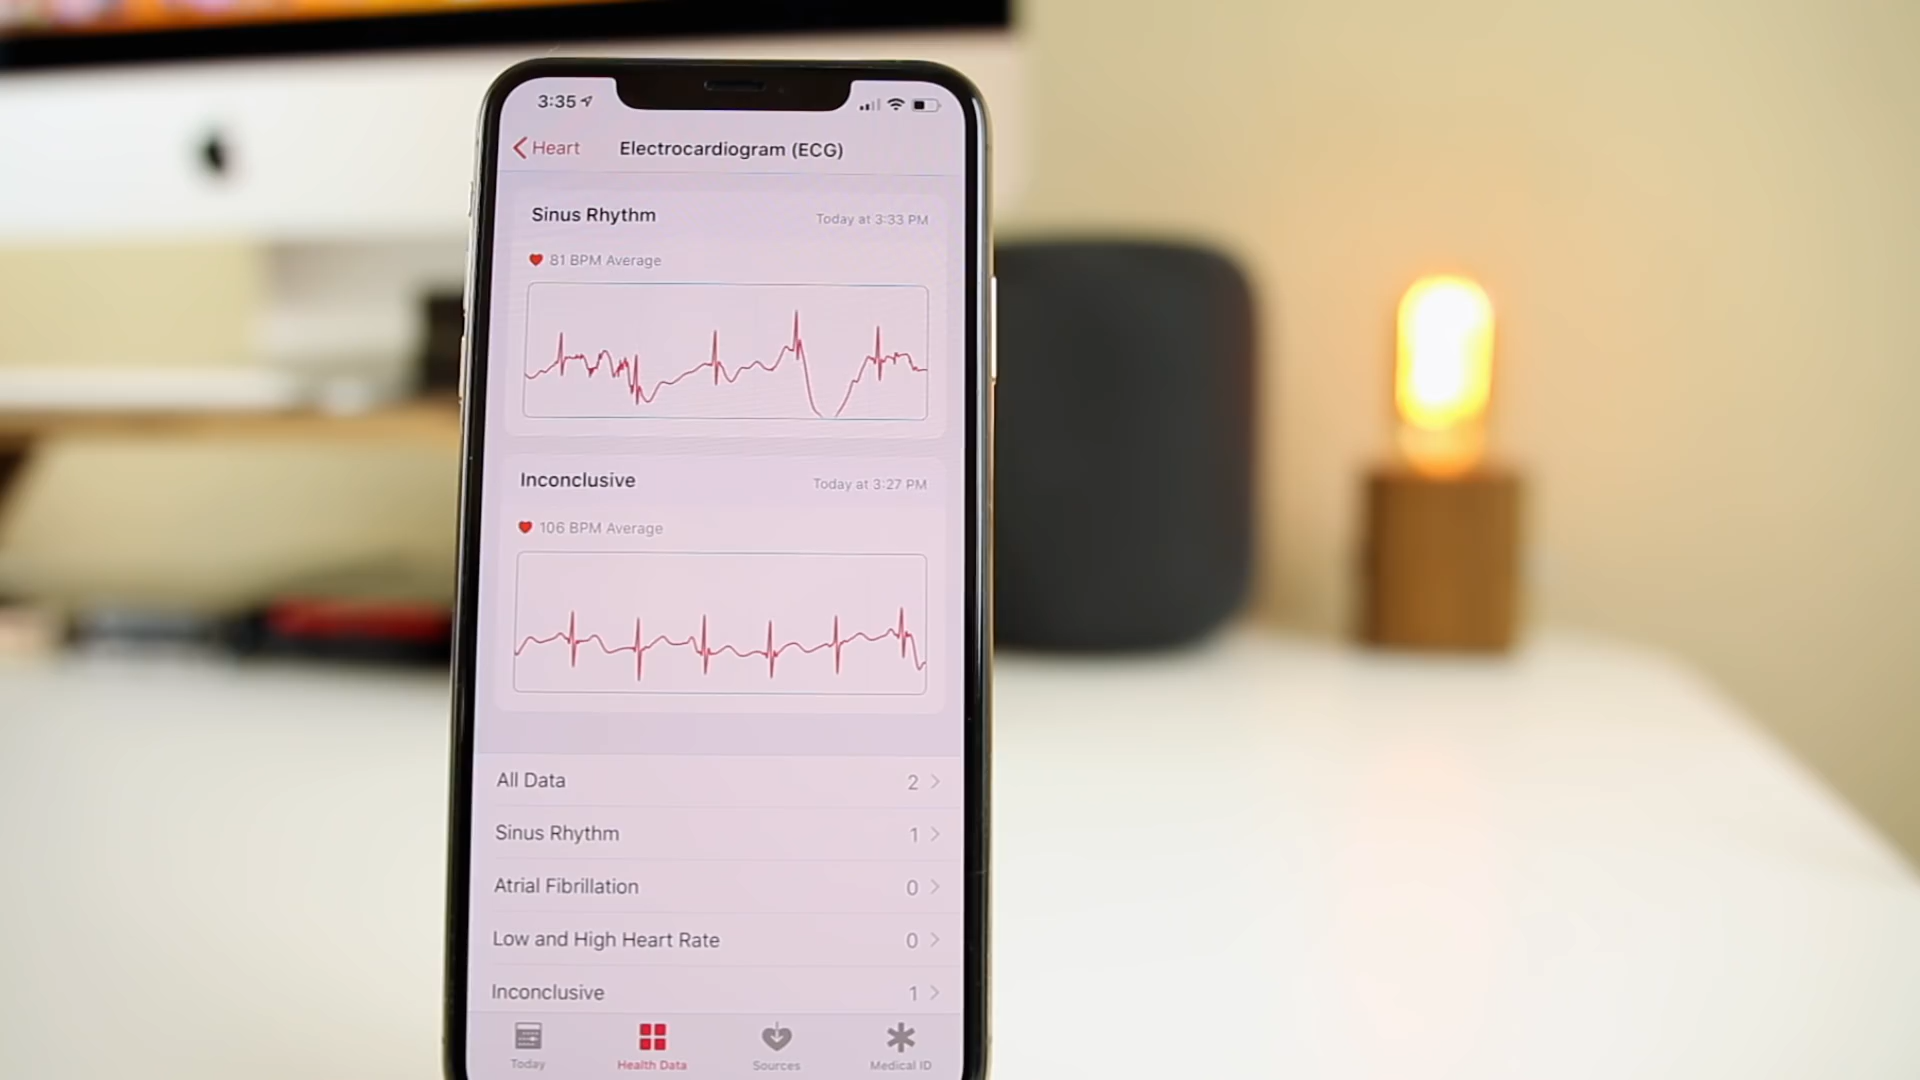 3:35
Heart
Electrocardiogram (ECG)
Sinus Rhythm
Today at 3:33 PM
81 BPM Average
Inconclusive
Today at 3:27 PM
106 BPM Average
All Data 2
Sinus Rhythm 1
Atrial Fibrillation 0
Low and High Heart Rate 0
Inconclusive 1
Today
Health Data
Sources
Medical ID